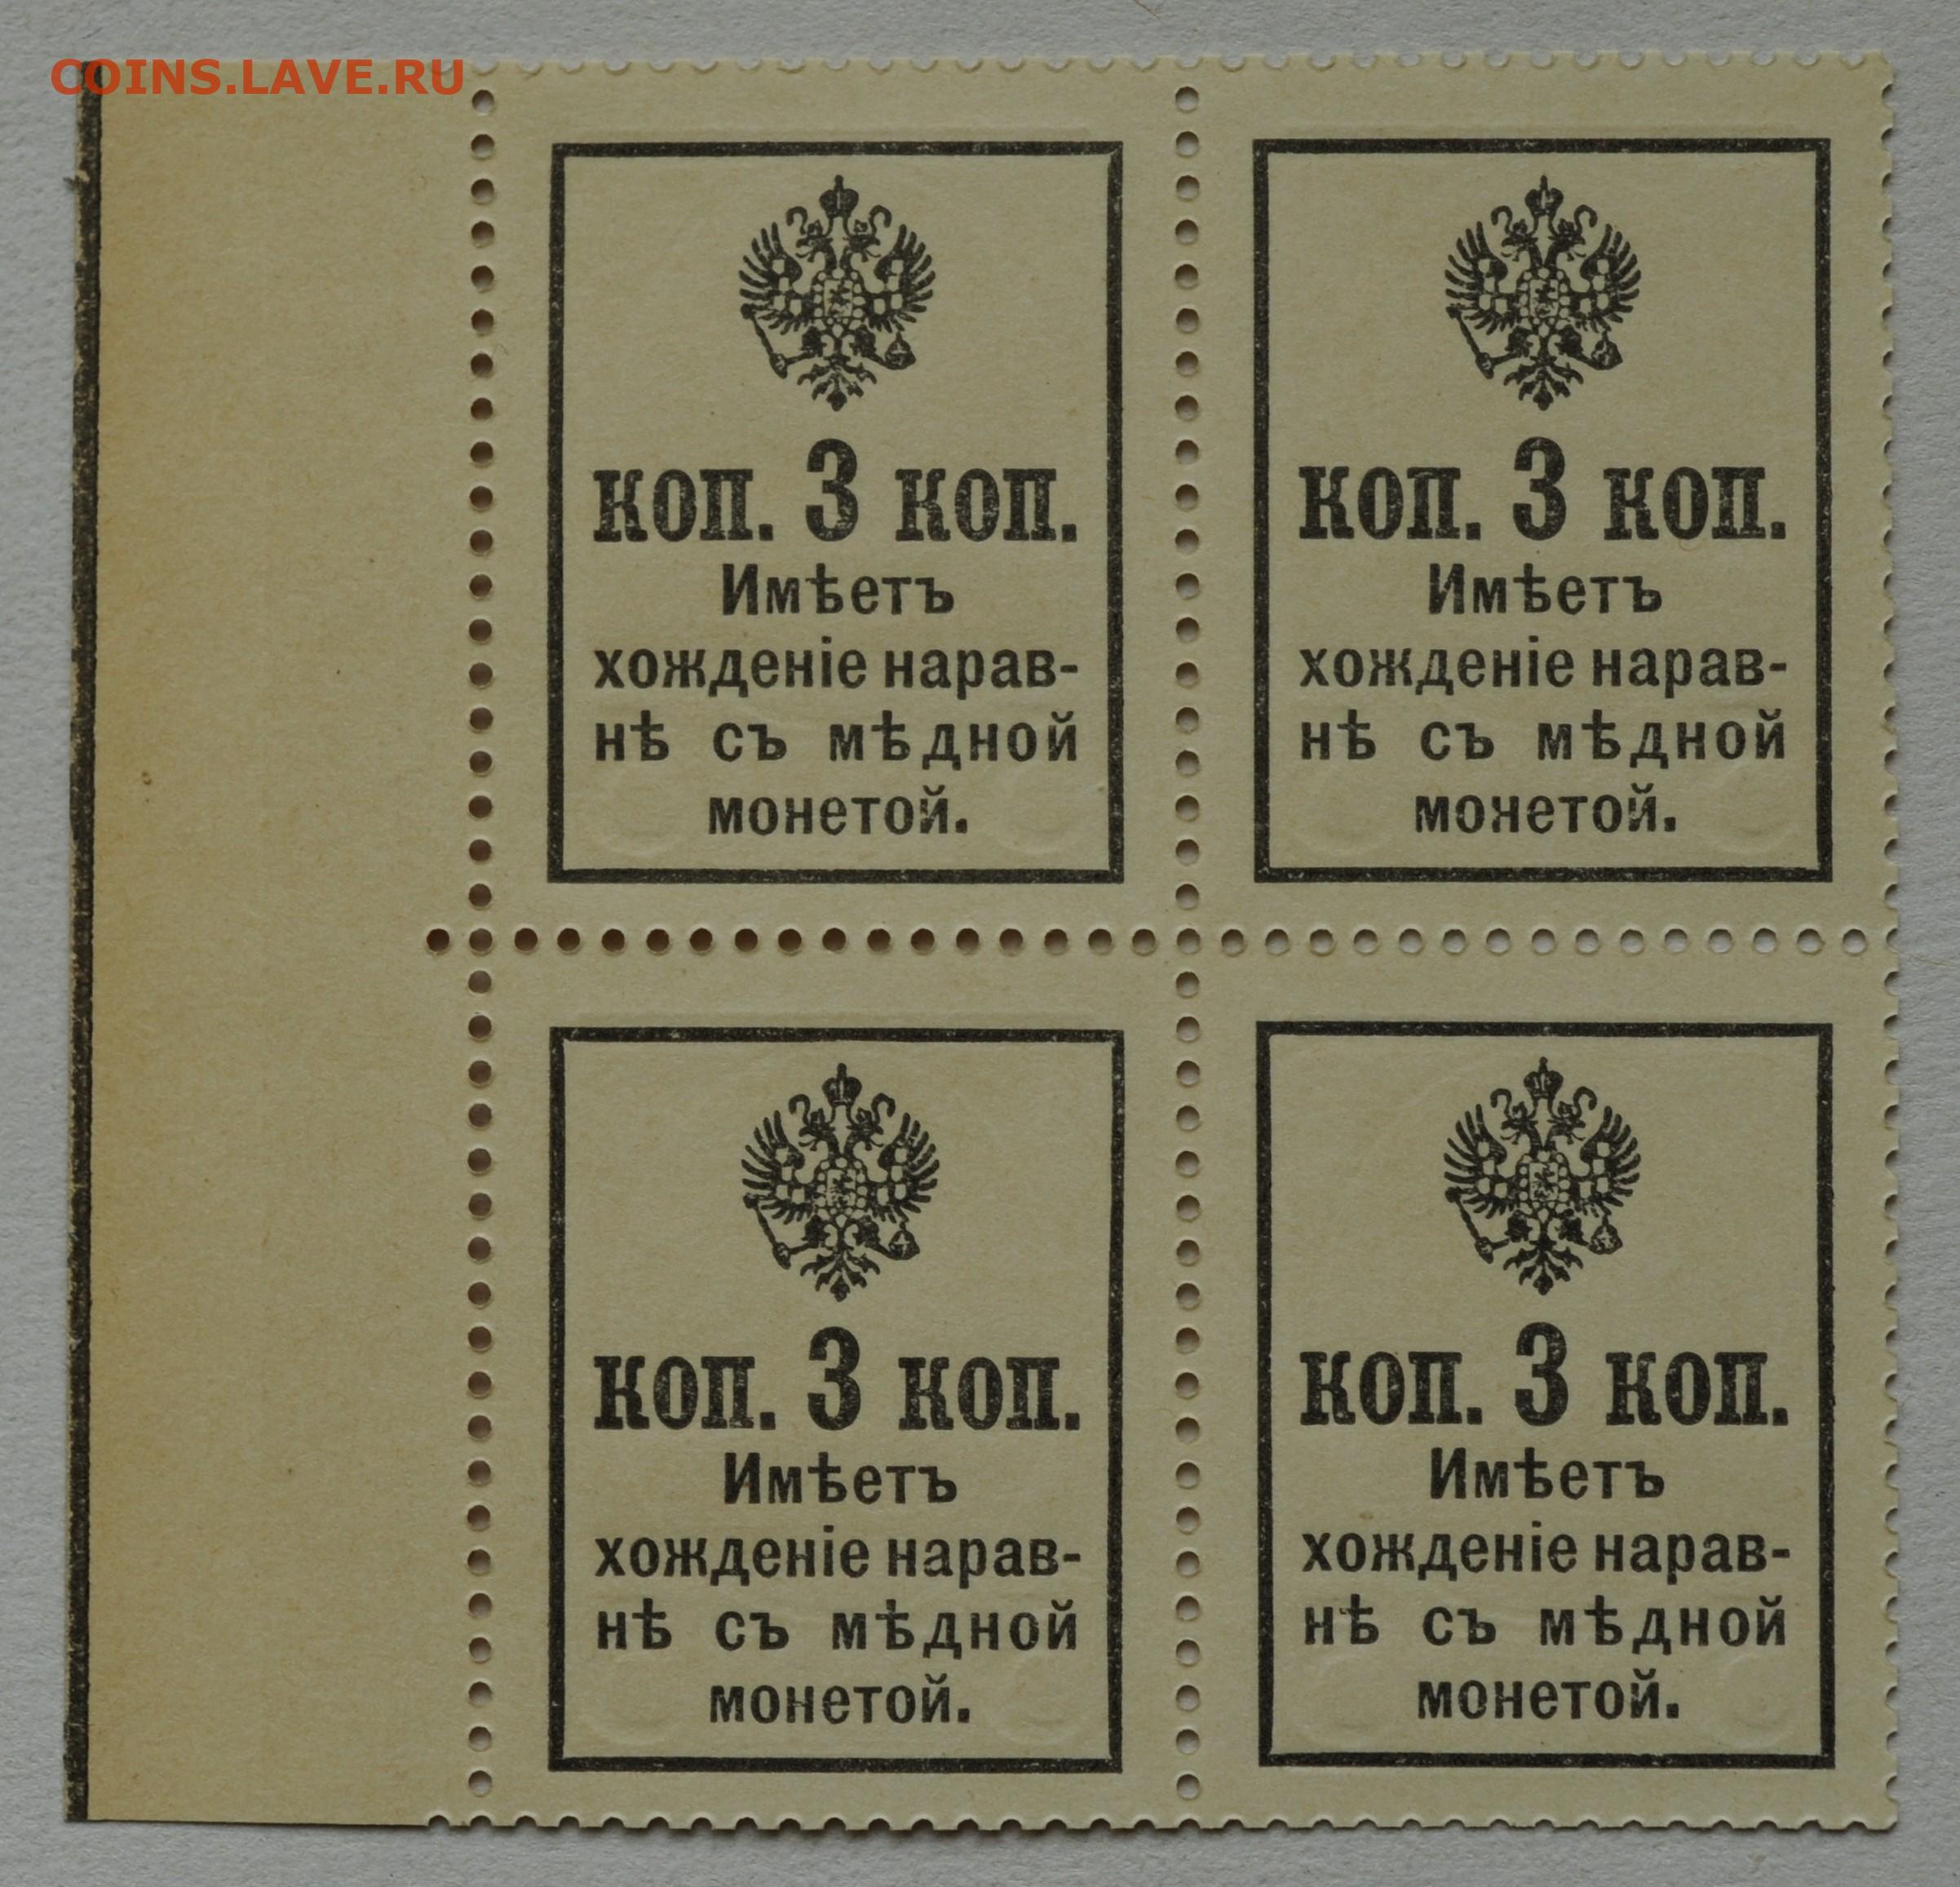 COINS.LAVE.RU
коп. 3 коп.
Имѣетъ
хожденіе нарав-
нѣ съ мѣдной
монетой.
коп. 3 коп.
Имѣетъ
хожденіе нарав-
нѣ съ мѣдной
монетой.
коп. 3 коп.
Имѣетъ
хожденіе нарав-
нѣ съ мѣдной
монетой.
коп. 3 коп.
Имѣетъ
хожденіе нарав-
нѣ съ мѣдной
монетой.